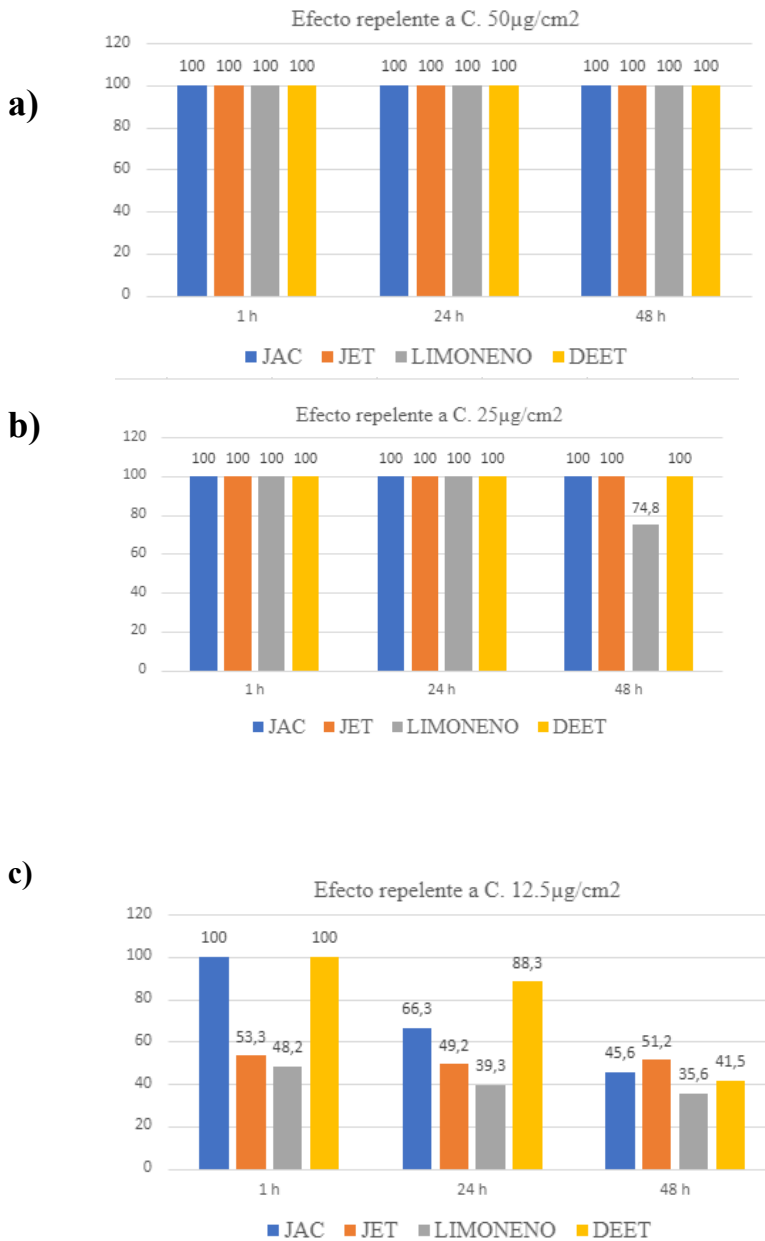 a)
Efecto repelente a C. 50µg/cm2
120
100 100 100 100 100 100 100 100 100 100 100 100
100
80
60
40
20
0
1 h 24 h 48 h
JAC JET LIMONENO DEET
b)
Efecto repelente a C. 25µg/cm2
120
100 100 100 100 100 100 100 100 100 100 100
100
74,8
80
60
40
20
0
1 h 24 h 48 h
JAC JET LIMONENO DEET
c)
Efecto repelente a C. 12.5µg/cm2
120
100 100
100
88,3
80
66,3
60
53,3 48,2 49,2 39,3 45,6 51,2 35,6 41,5
40
20
0
1 h 24 h 48 h
JAC JET LIMONENO DEET